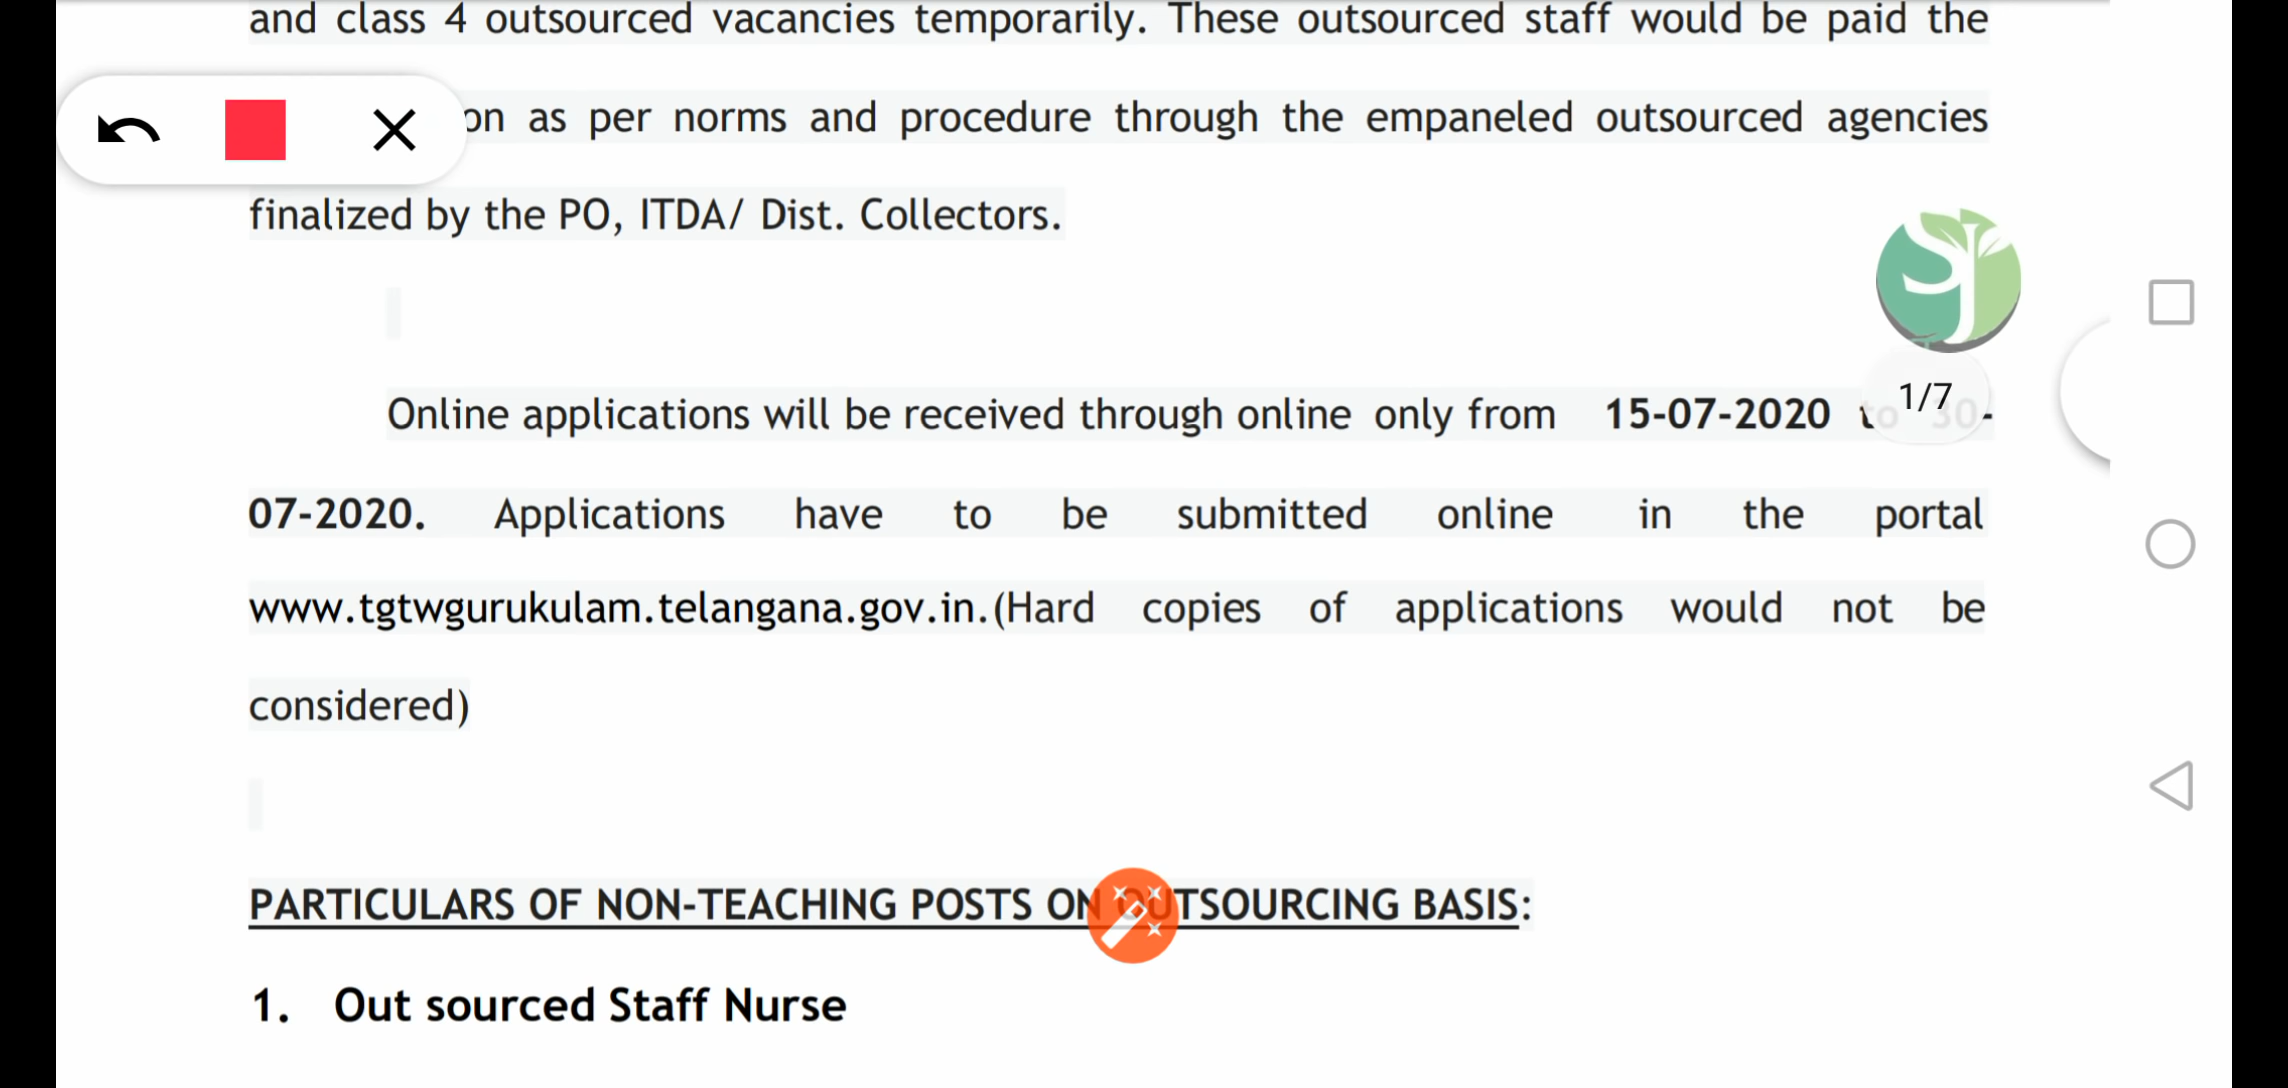 and class 4 outsourced vacancies temporarily. These outsourced staff would be paid the
on as per norms and procedure through the empaneled outsourced agencies
finalized by the PO, ITDA/ Dist. Collectors.
1/7
Online applications will be received through online only from 15-07-2020 to 30-
07-2020. Applications have to be submitted online in the portal
www.tgtwgurukulam.telangana.gov.in.(Hard copies of applications would not be
considered)
PARTICULARS OF NON-TEACHING POSTS ON OUTSOURCING BASIS:
1. Out sourced Staff Nurse